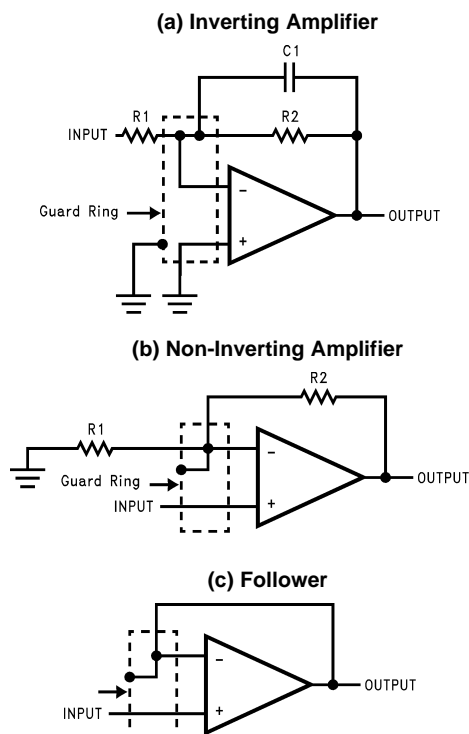 (a) Inverting Amplifier
C1
R1
R2
INPUT
−
Guard Ring
OUTPUT
+
(b) Non-Inverting Amplifier
R2
R1
−
Guard Ring
OUTPUT
INPUT
+
(c) Follower
−
OUTPUT
INPUT
+